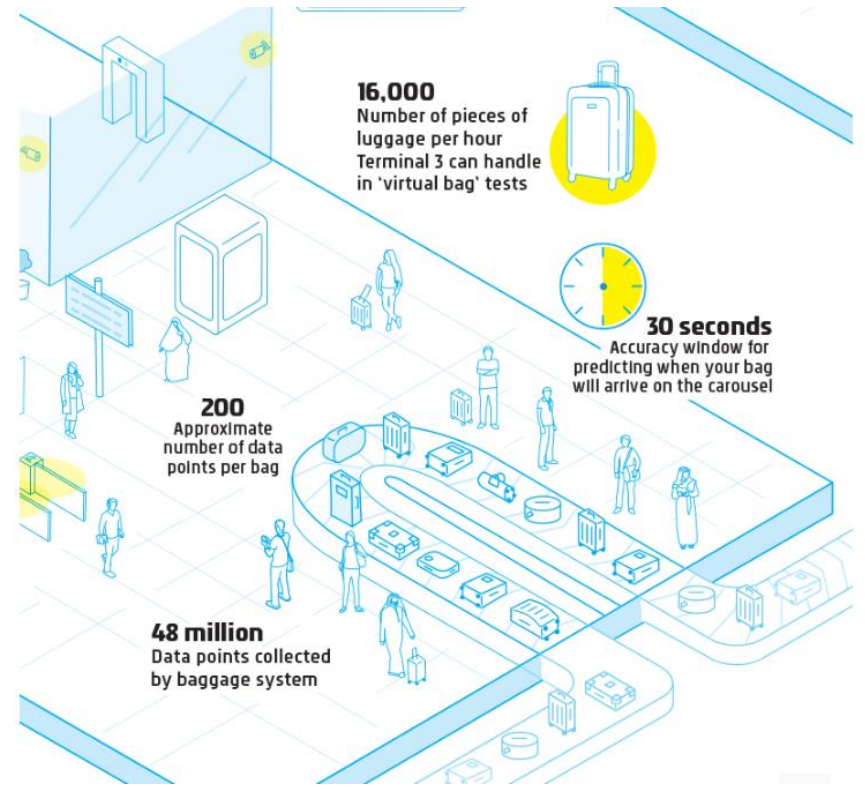 16,000
Number of pieces of
luggage per hour
Terminal 3 can handle
in ‘virtual bag’ tests
30 seconds
Accuracy window for
predicting when your bag
will arrive on the carousel
200
Approximate
number of data
points per bag
48 million
Data points collected
by baggage system